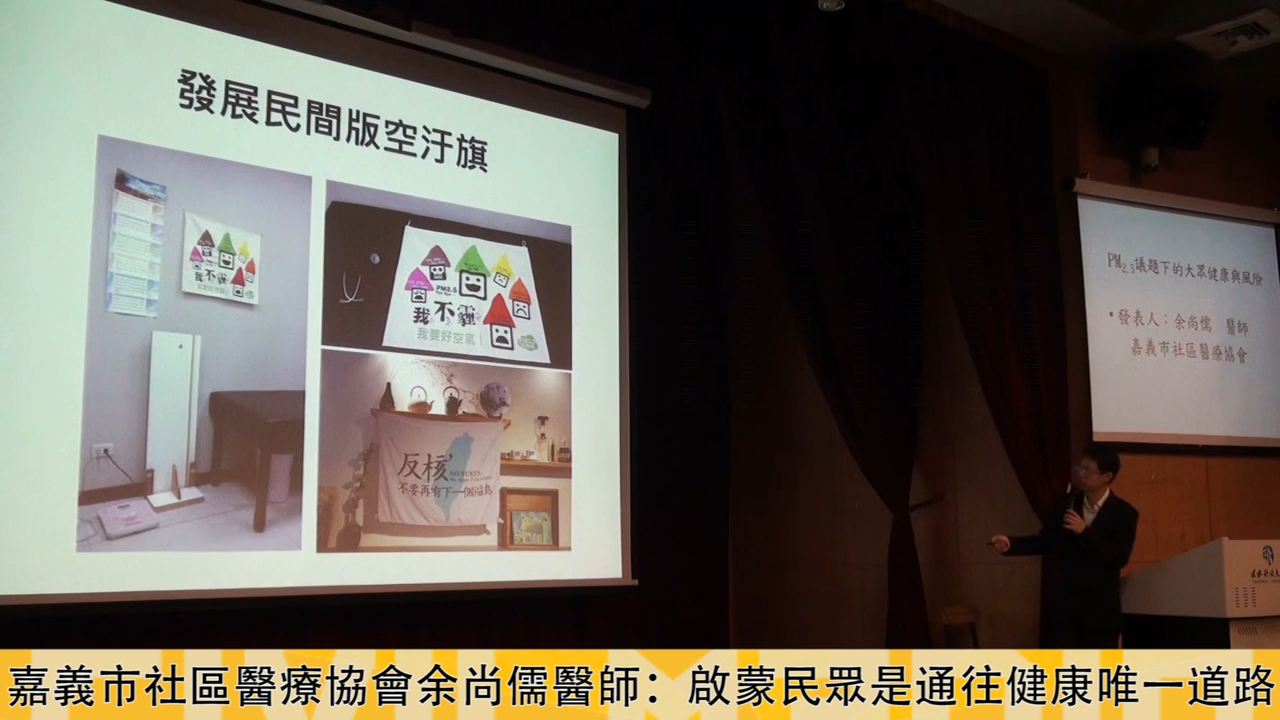 發展民間版空汙旗
我不霾
PM2.5
我不霾
我要好空氣！
反核
NO NUKES
不要再有下一個福島
PM2.5議題下的大眾健康與風險
•發表人：余尚儒 醫師
嘉義市社區醫療協會
嘉義市社區醫療協會余尚儒醫師：啟蒙民眾是通往健康唯一道路